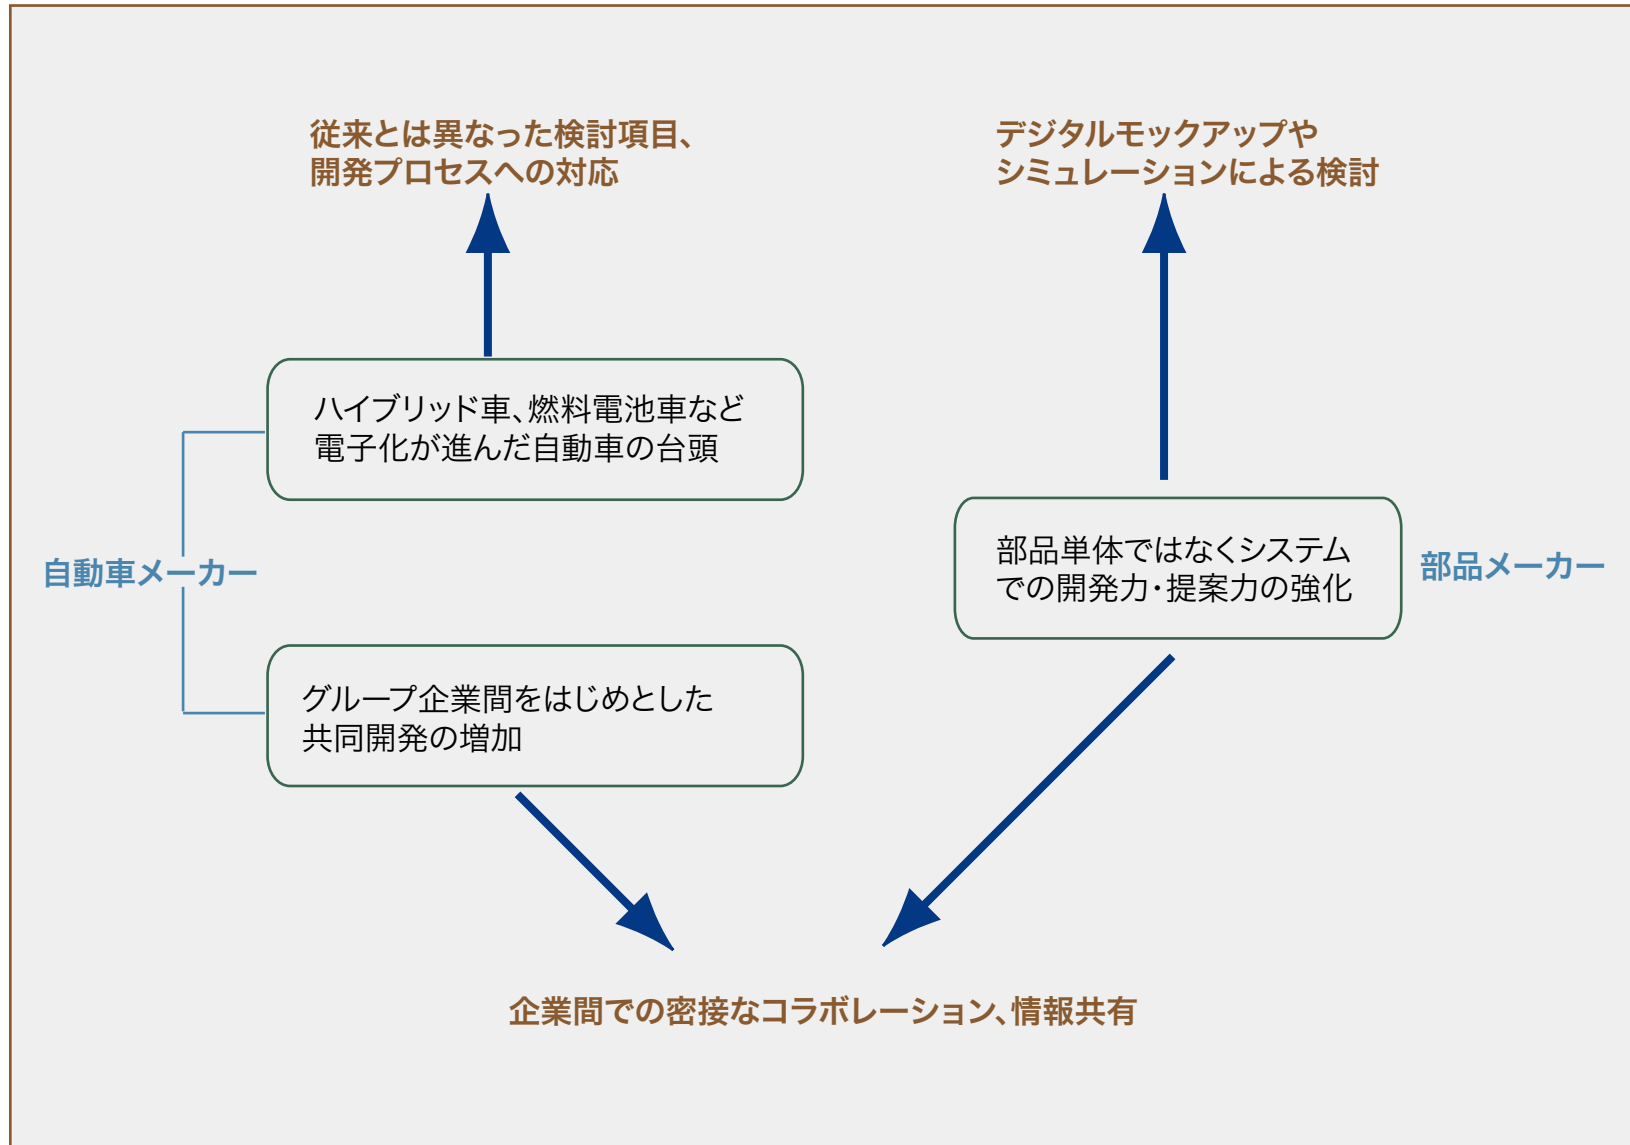 従来とは異なった検討項目、
開発プロセスへの対応
デジタルモックアップや
シミュレーションによる検討
ハイブリッド車、燃料電池車など
電子化が進んだ自動車の台頭
自動車メーカー
部品単体ではなくシステム
での開発力・提案力の強化
部品メーカー
グループ企業間をはじめとした
共同開発の増加
企業間での密接なコラボレーション、情報共有